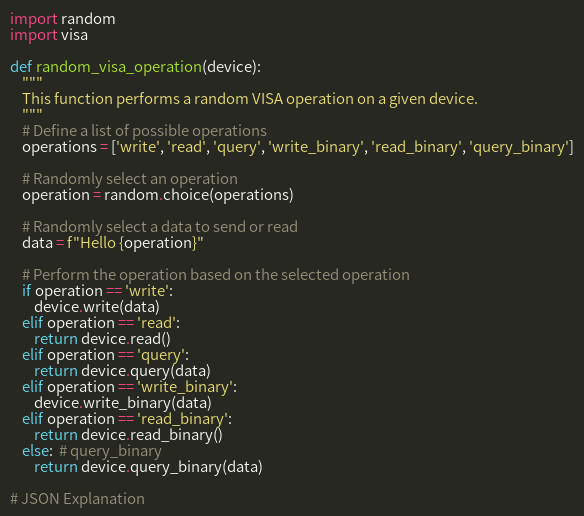 import random
import visa
def random_visa_operation(device):
"""
This function performs a random VISA operation on a given device.
"""
# Define a list of possible operations
operations = ['write', 'read', 'query', 'write_binary', 'read_binary', 'query_binary']
# Randomly select an operation
operation = random.choice(operations)
# Randomly select a data to send or read
data = f"Hello {operation}"
# Perform the operation based on the selected operation
if operation == 'write':
device.write(data)
elif operation == 'read':
return device.read()
elif operation == 'query':
return device.query(data)
elif operation == 'write_binary':
device.write_binary(data)
elif operation == 'read_binary':
return device.read_binary()
else: # query_binary
return device.query_binary(data)
# JSON Explanation